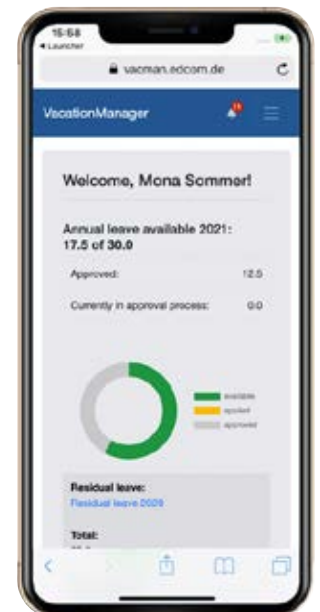 15:58
◀ Launcher
vacman.edcom.de
VacationManager
Welcome, Mona Sommer!
Annual leave available 2021:
17.5 of 30.0
Approved: 12.5
Currently in approval process: 0.0
available
applied
approved
Residual leave:
Residual leave 2020
Total: